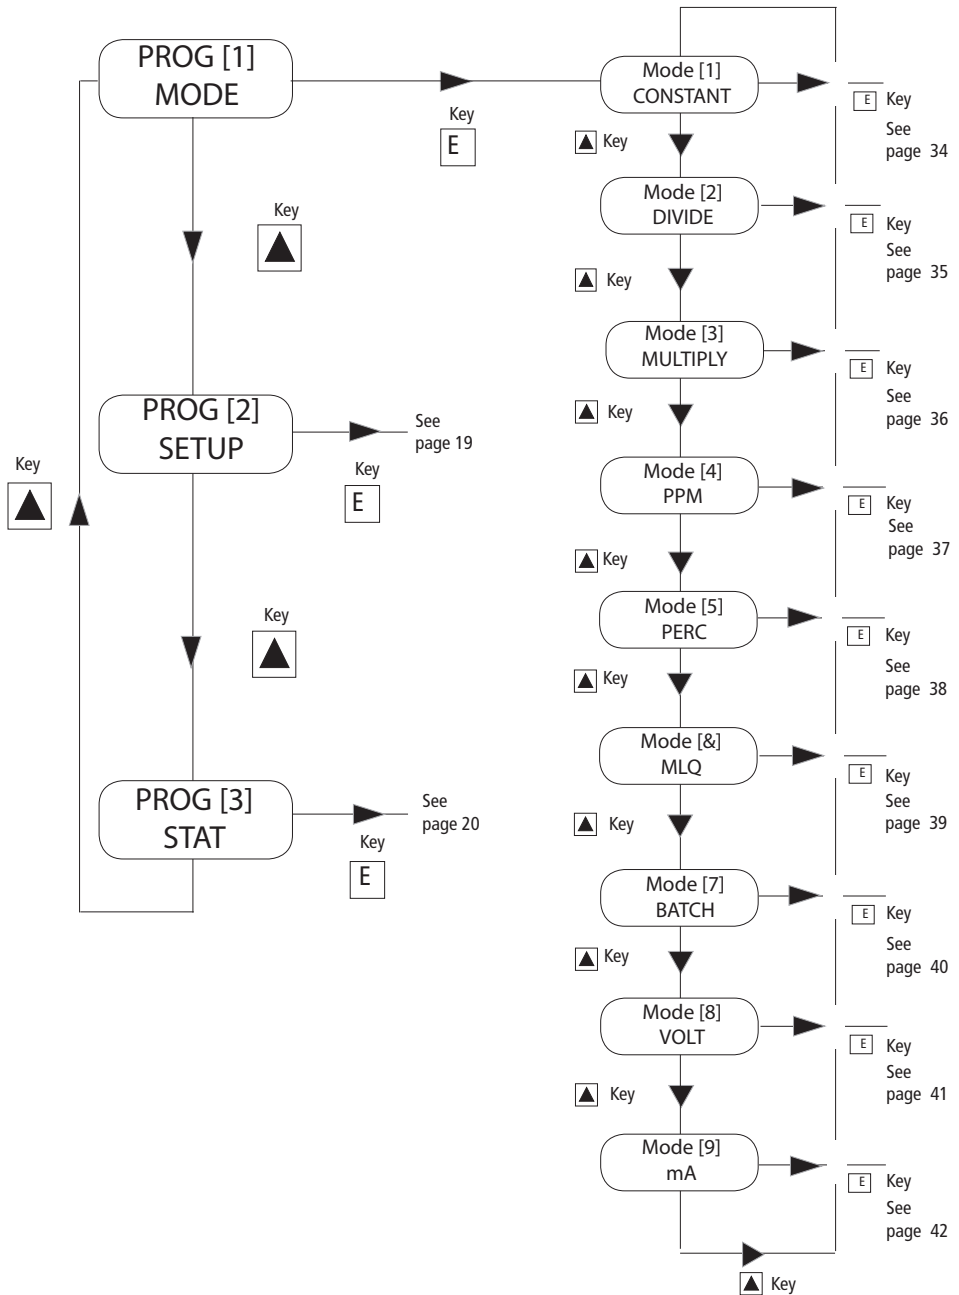 PROG [1]
MODE
Key
E
Key
PROG [2]
SETUP
See
page 19
Key
E
Key
Key
PROG [3]
STAT
See
page 20
Key
E
Mode [1]
CONSTANT
E Key
See
page 34
Key
Mode [2]
DIVIDE
E Key
See
page 35
Key
Mode [3]
MULTIPLY
E Key
See
page 36
Key
Mode [4]
PPM
E Key
See
page 37
Key
Mode [5]
PERC
E Key
See
page 38
Key
Mode [&]
MLQ
E Key
See
page 39
Key
Mode [7]
BATCH
E Key
See
page 40
Key
Mode [8]
VOLT
E Key
See
page 41
Key
Mode [9]
mA
E Key
See
page 42
Key